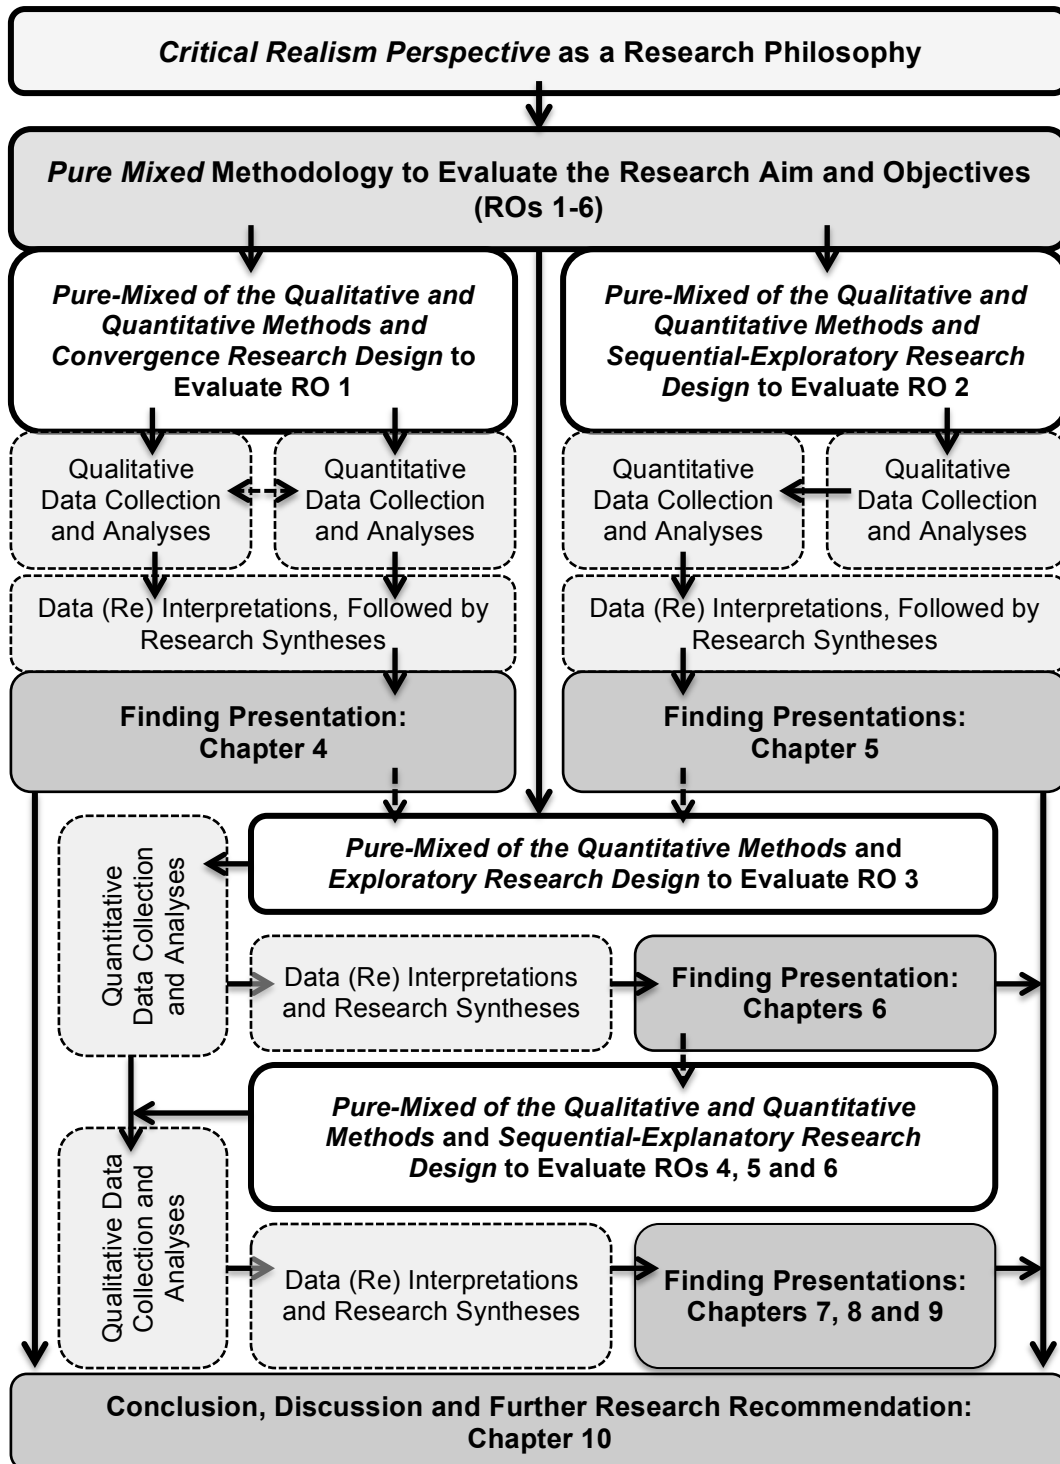 Critical Realism Perspective as a Research Philosophy
Pure Mixed Methodology to Evaluate the Research Aim and Objectives
(ROs 1-6)
Pure-Mixed of the Qualitative and
Quantitative Methods and
Convergence Research Design to
Evaluate RO 1
Pure-Mixed of the Qualitative and
Quantitative Methods and
Sequential-Exploratory Research
Design to Evaluate RO 2
Qualitative
Data Collection
and Analyses
Quantitative
Data Collection
and Analyses
Quantitative
Data Collection
and Analyses
Qualitative
Data Collection
and Analyses
Data (Re) Interpretations, Followed by
Research Syntheses
Data (Re) Interpretations, Followed by
Research Syntheses
Finding Presentation:
Chapter 4
Finding Presentations:
Chapter 5
Pure-Mixed of the Quantitative Methods and
Exploratory Research Design to Evaluate RO 3
Quantitative
Data Collection
and Analyses
Data (Re) Interpretations
and Research Syntheses
Finding Presentation:
Chapters 6
Pure-Mixed of the Qualitative and Quantitative
Methods and Sequential-Explanatory Research
Design to Evaluate ROs 4, 5 and 6
Qualitative Data
Collection and
Analyses
Data (Re) Interpretations
and Research Syntheses
Finding Presentations:
Chapters 7, 8 and 9
Conclusion, Discussion and Further Research Recommendation:
Chapter 10